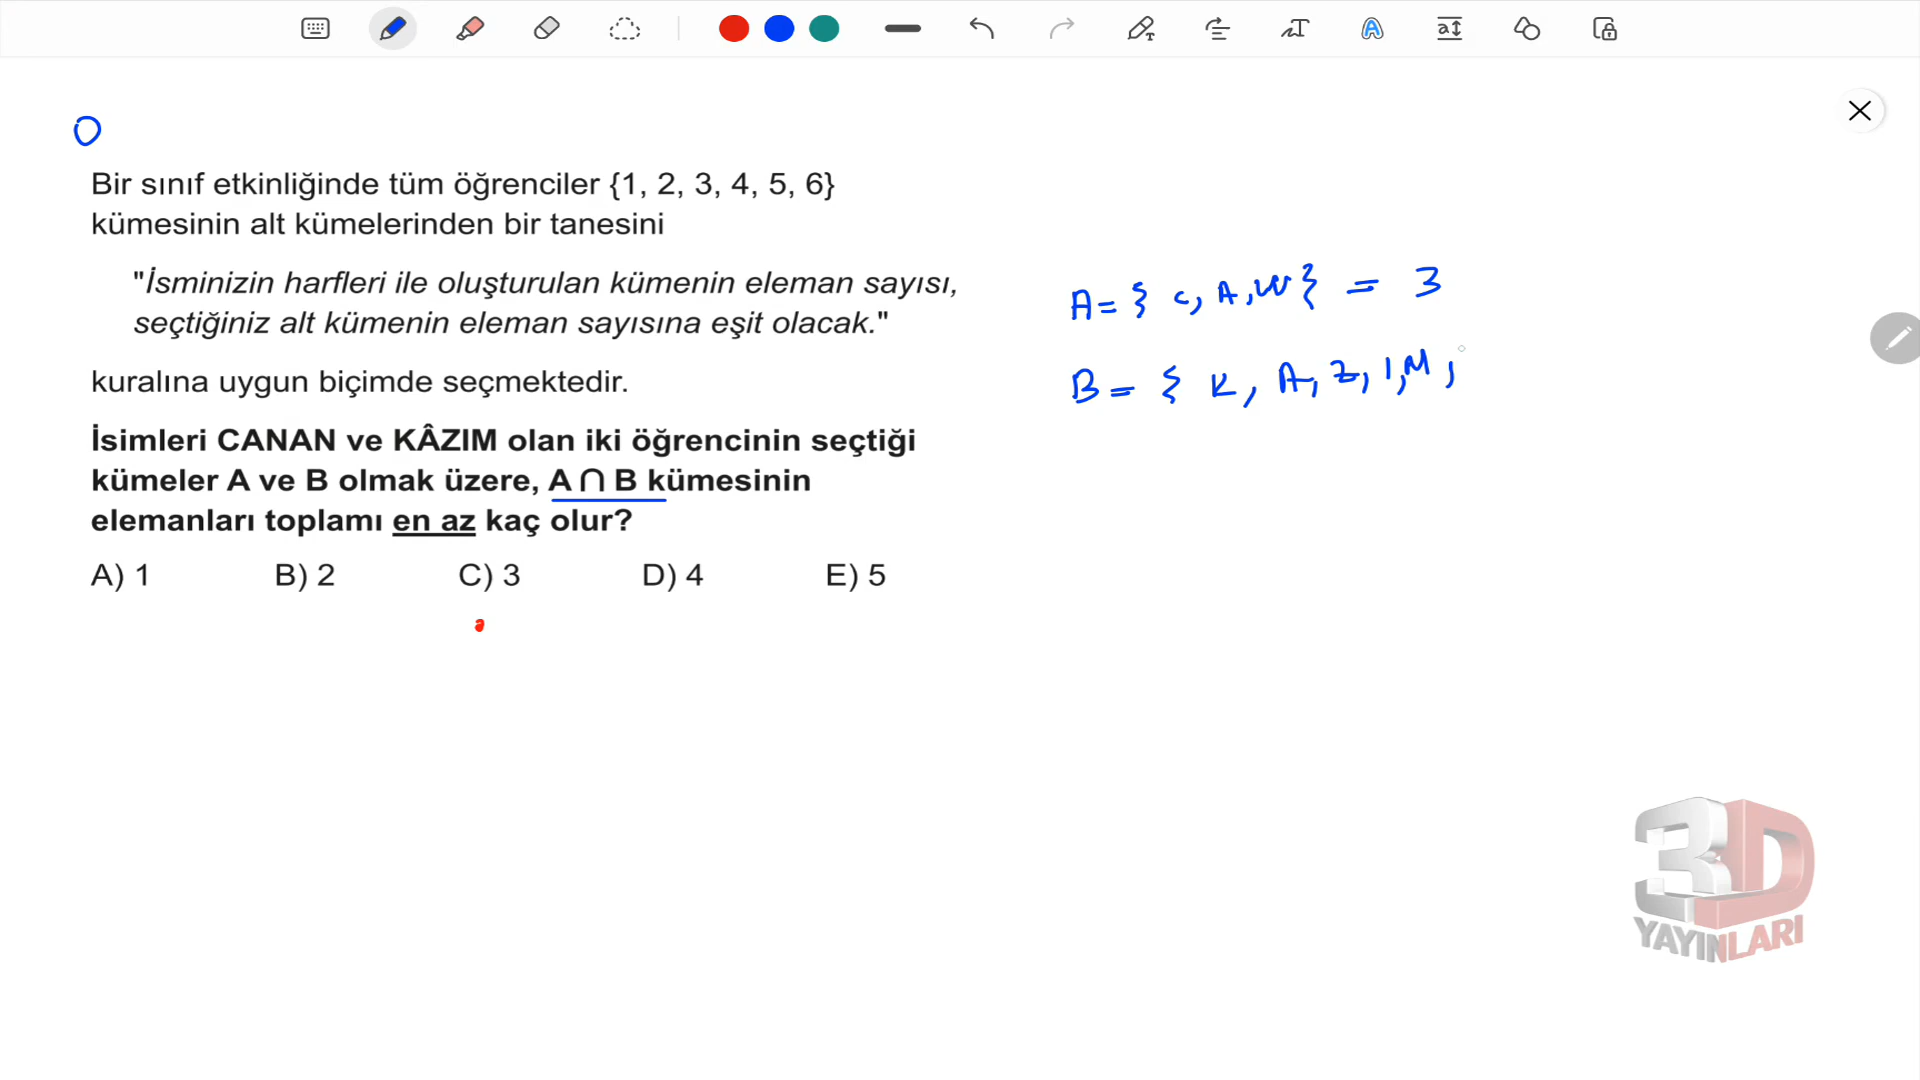 Bir sınıf etkinliğinde tüm öğrenciler {1, 2, 3, 4, 5, 6}
kümesinin alt kümelerinden bir tanesini
"İsminizin harfleri ile oluşturulan kümenin eleman sayısı,
seçtiğiniz alt kümenin eleman sayısına eşit olacak."
kuralına uygun biçimde seçmektedir.
İsimleri CANAN ve KÂZIM olan iki öğrencinin seçtiği
kümeler A ve B olmak üzere, A ∩ B kümesinin
elemanları toplamı en az kaç olur?
A) 1 B) 2 C) 3 D) 4 E) 5
A = { C, A, N } = 3
B = { K, A, Z, I, M ,
3D
YAYINLARI